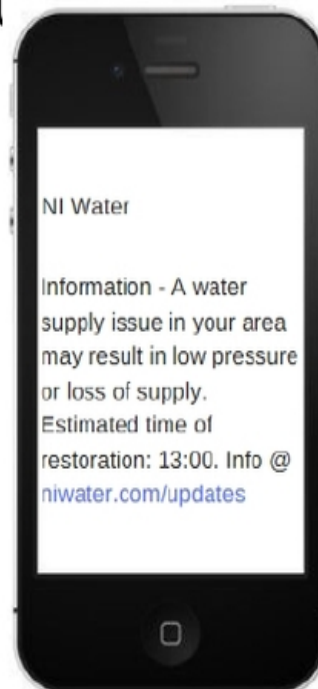 NI Water
Information - A water
supply issue in your area
may result in low pressure
or loss of supply.
Estimated time of
restoration: 13:00. Info @
niwater.com/updates